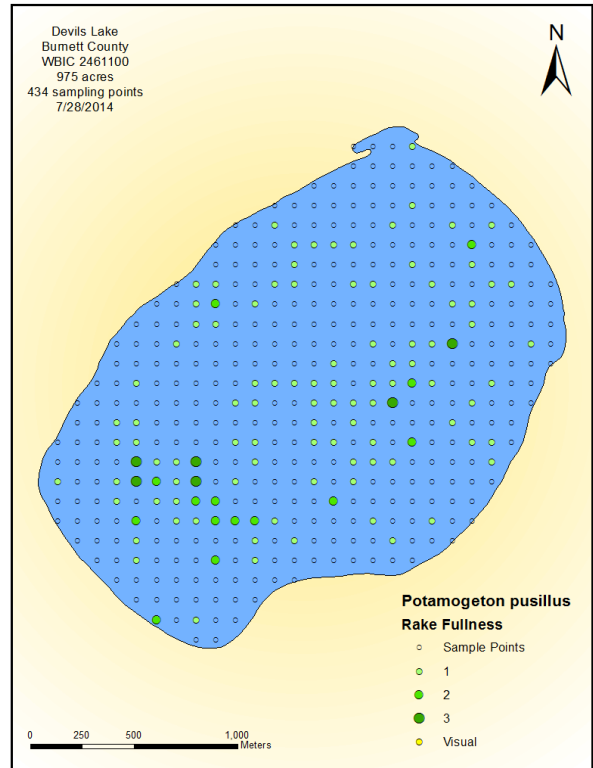 Devils Lake
Burnett County
WBIC 2461100
975 acres
434 sampling points
7/28/2014
N
Potamogeton pusillus
Rake Fullness
Sample Points
1
2
3
Visual
0 250 500 1,000
Meters